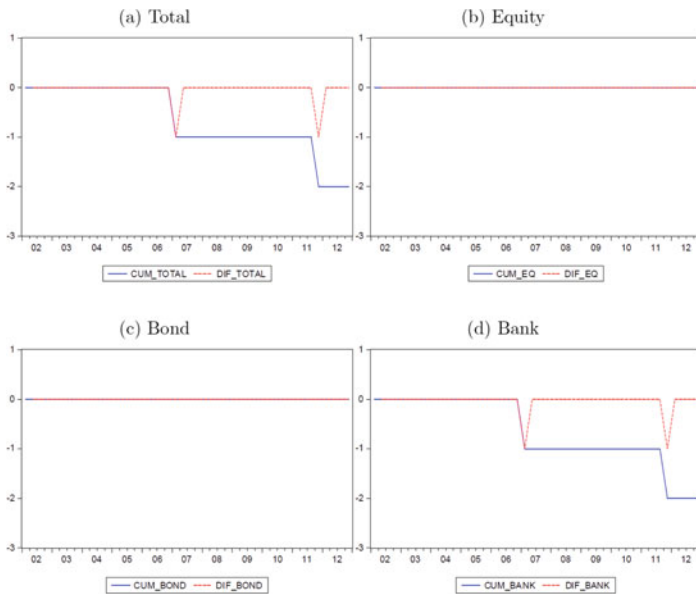 (a) Total
(b) Equity
1
0
-1
-2
-3
02 03 04 05 06 07 08 09 10 11 12
CUM_TOTAL DIF_TOTAL
1
0
-1
-2
-3
02 03 04 05 06 07 08 09 10 11 12
CUM_EQ DIF_EQ
(c) Bond
(d) Bank
1
0
-1
-2
-3
02 03 04 05 06 07 08 09 10 11 12
CUM_BOND DIF_BOND
1
0
-1
-2
-3
02 03 04 05 06 07 08 09 10 11 12
CUM_BANK DIF_BANK